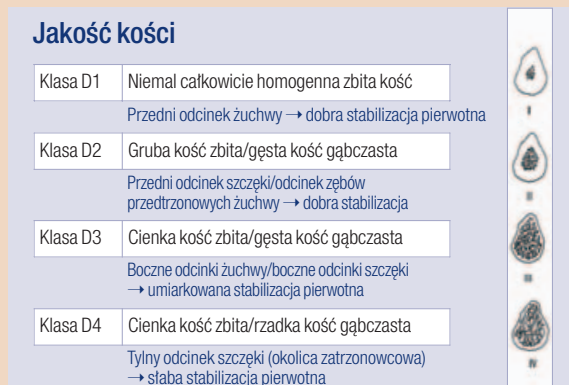 Jakość kości
Klasa D1 Niemal całkowicie homogenna zbita kość
Przedni odcinek żuchwy → dobra stabilizacja pierwotna
Klasa D2 Gruba kość zbita/gęsta kość gąbczasta
Przedni odcinek szczęki/odcinek zębów
przedtrzonowych żuchwy → dobra stabilizacja
Klasa D3 Cienka kość zbita/gęsta kość gąbczasta
Boczne odcinki żuchwy/boczne odcinki szczęki
→ umiarkowana stabilizacja pierwotna
Klasa D4 Cienka kość zbita/rzadka kość gąbczasta
Tylny odcinek szczęki (okolica zatrzonowcowa)
→ słaba stabilizacja pierwotna
I
II
III
IV